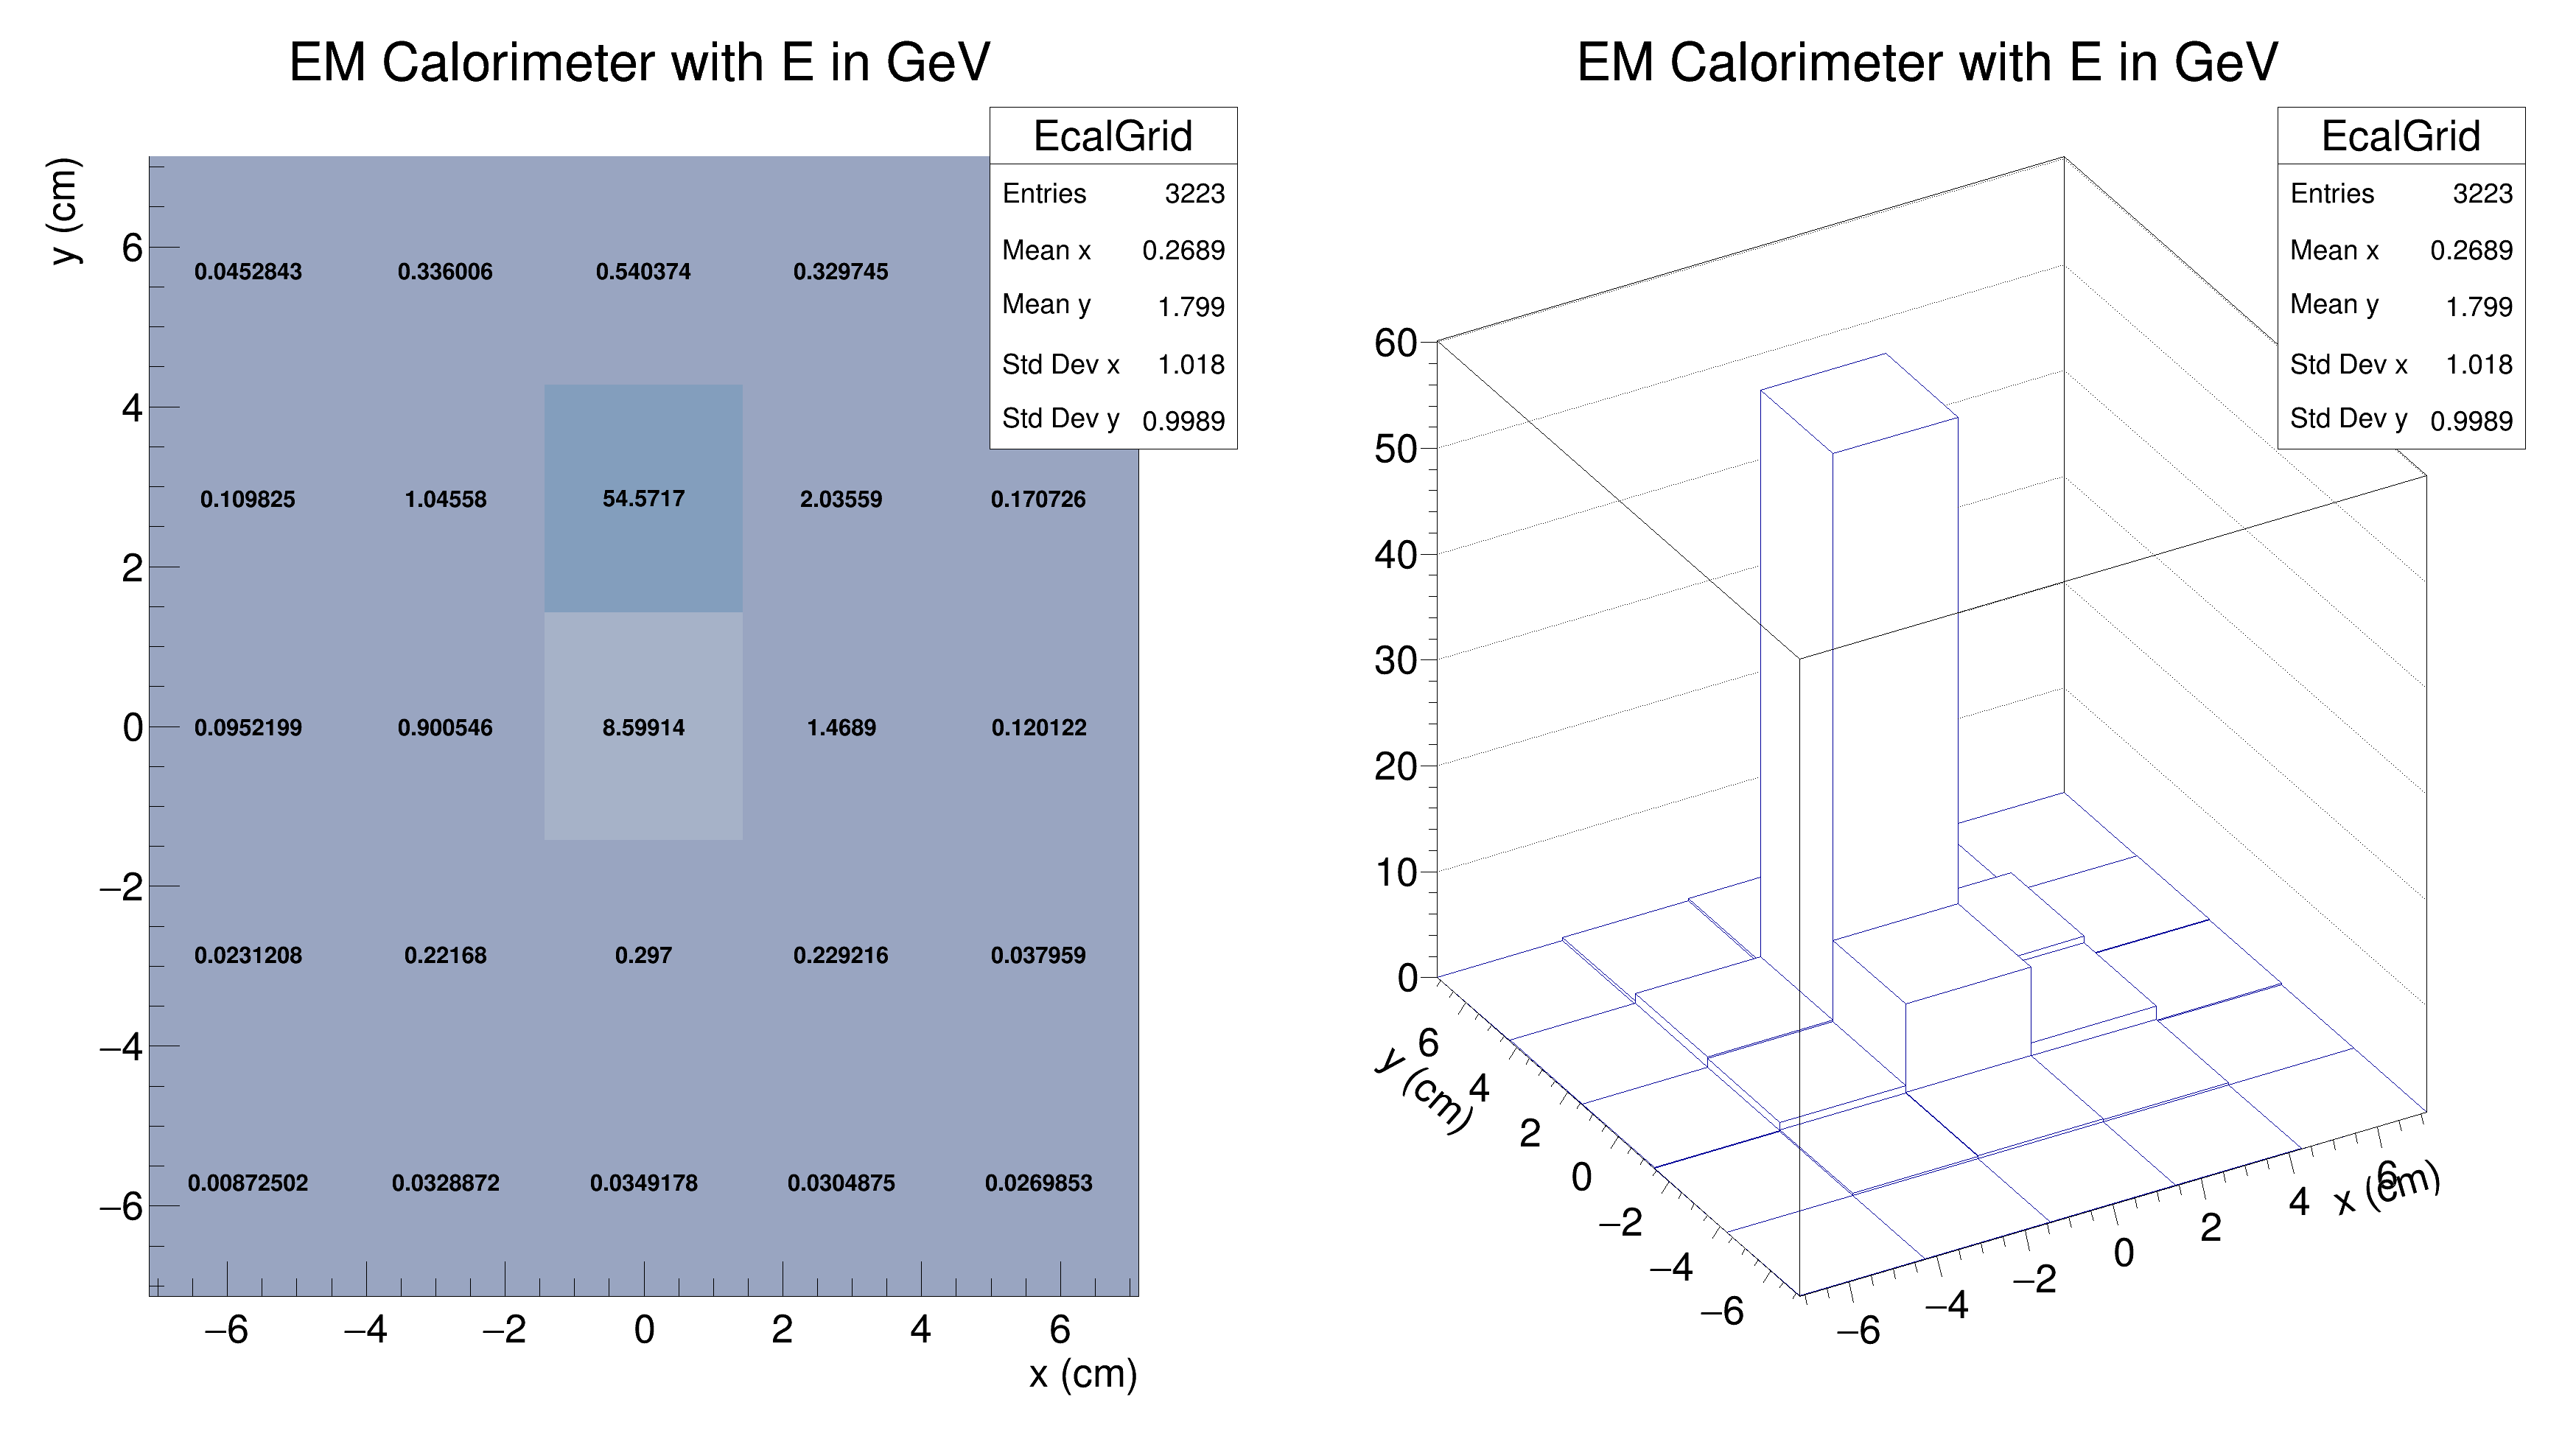 EM Calorimeter with E in GeV
EcalGrid
Entries 3223
Mean x 0.2689
Mean y 1.799
Std Dev x 1.018
Std Dev y 0.9989
y (cm)
6
4
2
0
−2
−4
−6
0.0452843 0.336006 0.540374 0.329745
0.109825 1.04558 54.5717 2.03559 0.170726
0.0952199 0.900546 8.59914 1.4689 0.120122
0.0231208 0.22168 0.297 0.229216 0.037959
0.00872502 0.0328872 0.0349178 0.0304875 0.0269853
−6 −4 −2 0 2 4 6
x (cm)
EM Calorimeter with E in GeV
EcalGrid
Entries 3223
Mean x 0.2689
Mean y 1.799
Std Dev x 1.018
Std Dev y 0.9989
60
50
40
30
20
10
0
y (cm)
6
4
2
0
−2
−4
−6
−6
−4
−2
0
2
4
6
x (cm)